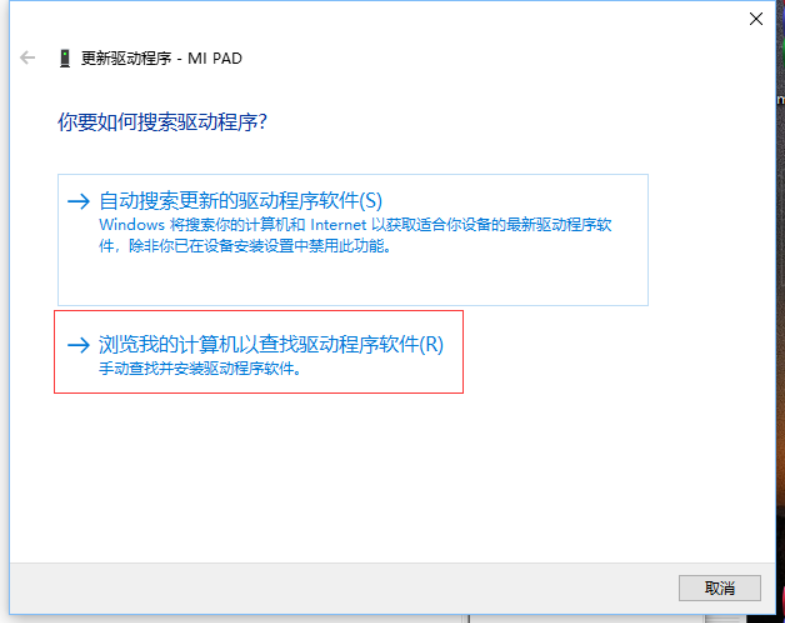 更新驱动程序 - MI PAD
你要如何搜索驱动程序?
自动搜索更新的驱动程序软件(S)
Windows 将搜索你的计算机和 Internet 以获取适合你设备的最新驱动程序软
件，除非你已在设备安装设置中禁用此功能。
浏览我的计算机以查找驱动程序软件(R)
手动查找并安装驱动程序软件。
取消